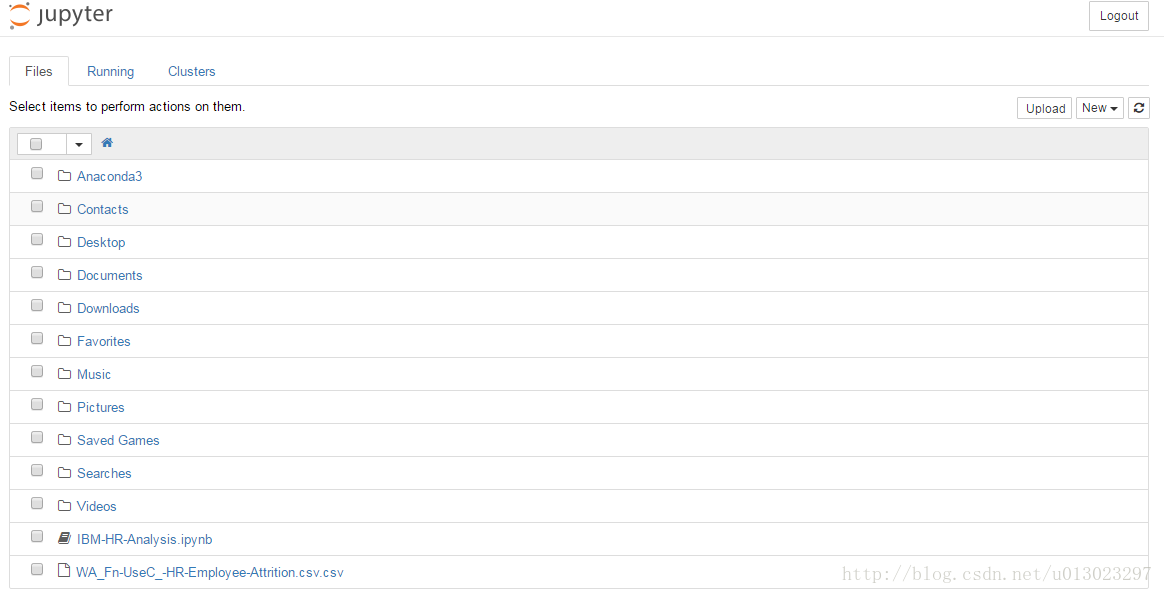 jupyter
Logout
Files Running Clusters
Select items to perform actions on them.
Upload New
Anaconda3
Contacts
Desktop
Documents
Downloads
Favorites
Music
Pictures
Saved Games
Searches
Videos
IBM-HR-Analysis.ipynb
WA_Fn-UseC_-HR-Employee-Attrition.csv.csv
http://blog.csdn.net/u013023297